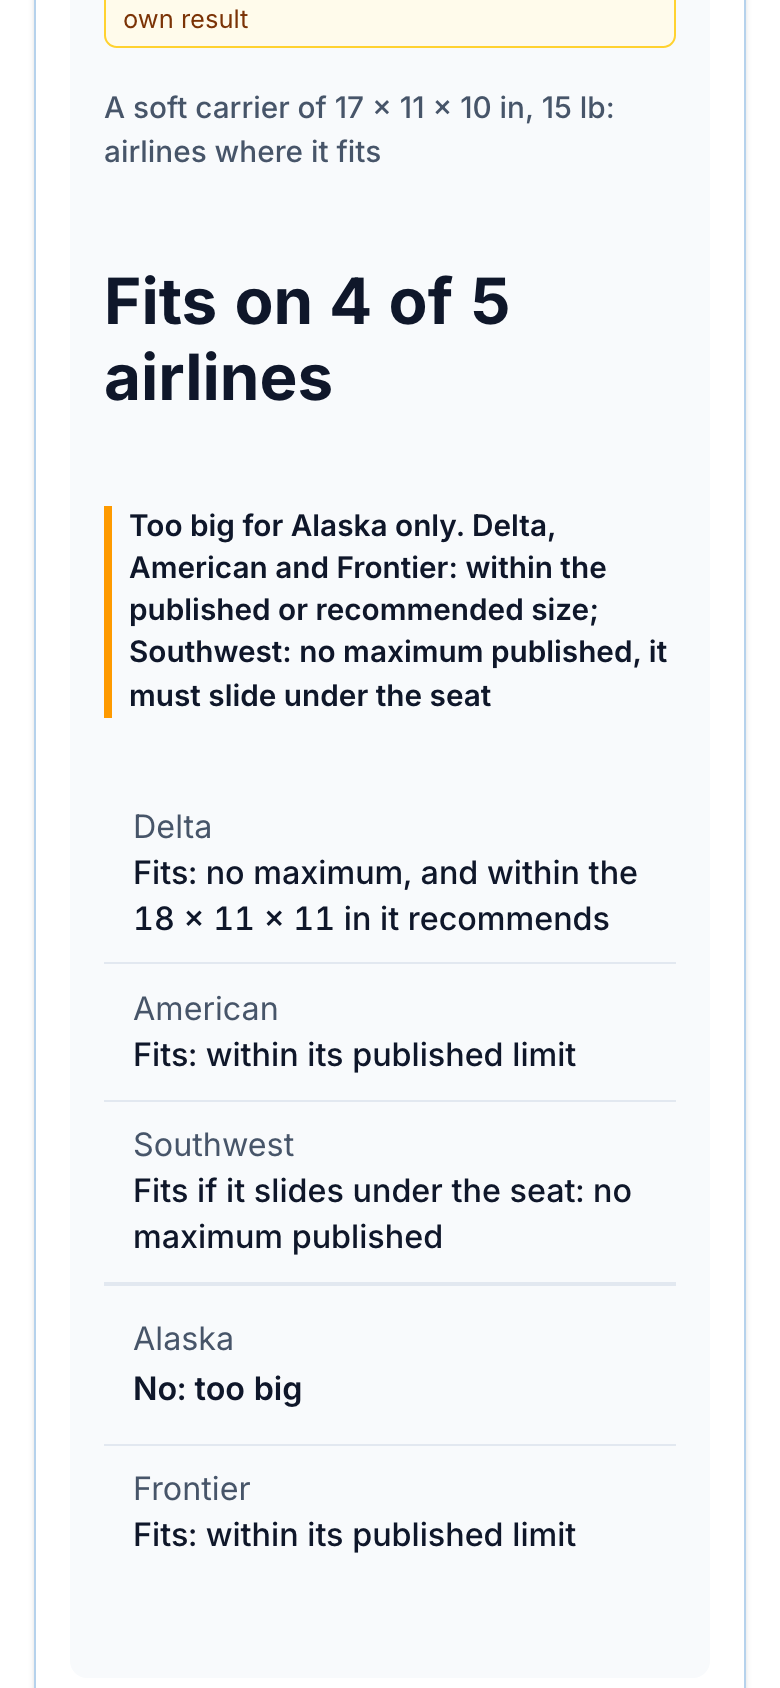 own result
A soft carrier of 17 × 11 × 10 in, 15 lb:
airlines where it fits
Fits on 4 of 5
airlines
Too big for Alaska only. Delta,
American and Frontier: within the
published or recommended size;
Southwest: no maximum published, it
must slide under the seat
Delta
Fits: no maximum, and within the
18 × 11 × 11 in it recommends
American
Fits: within its published limit
Southwest
Fits if it slides under the seat: no
maximum published
Alaska
No: too big
Frontier
Fits: within its published limit